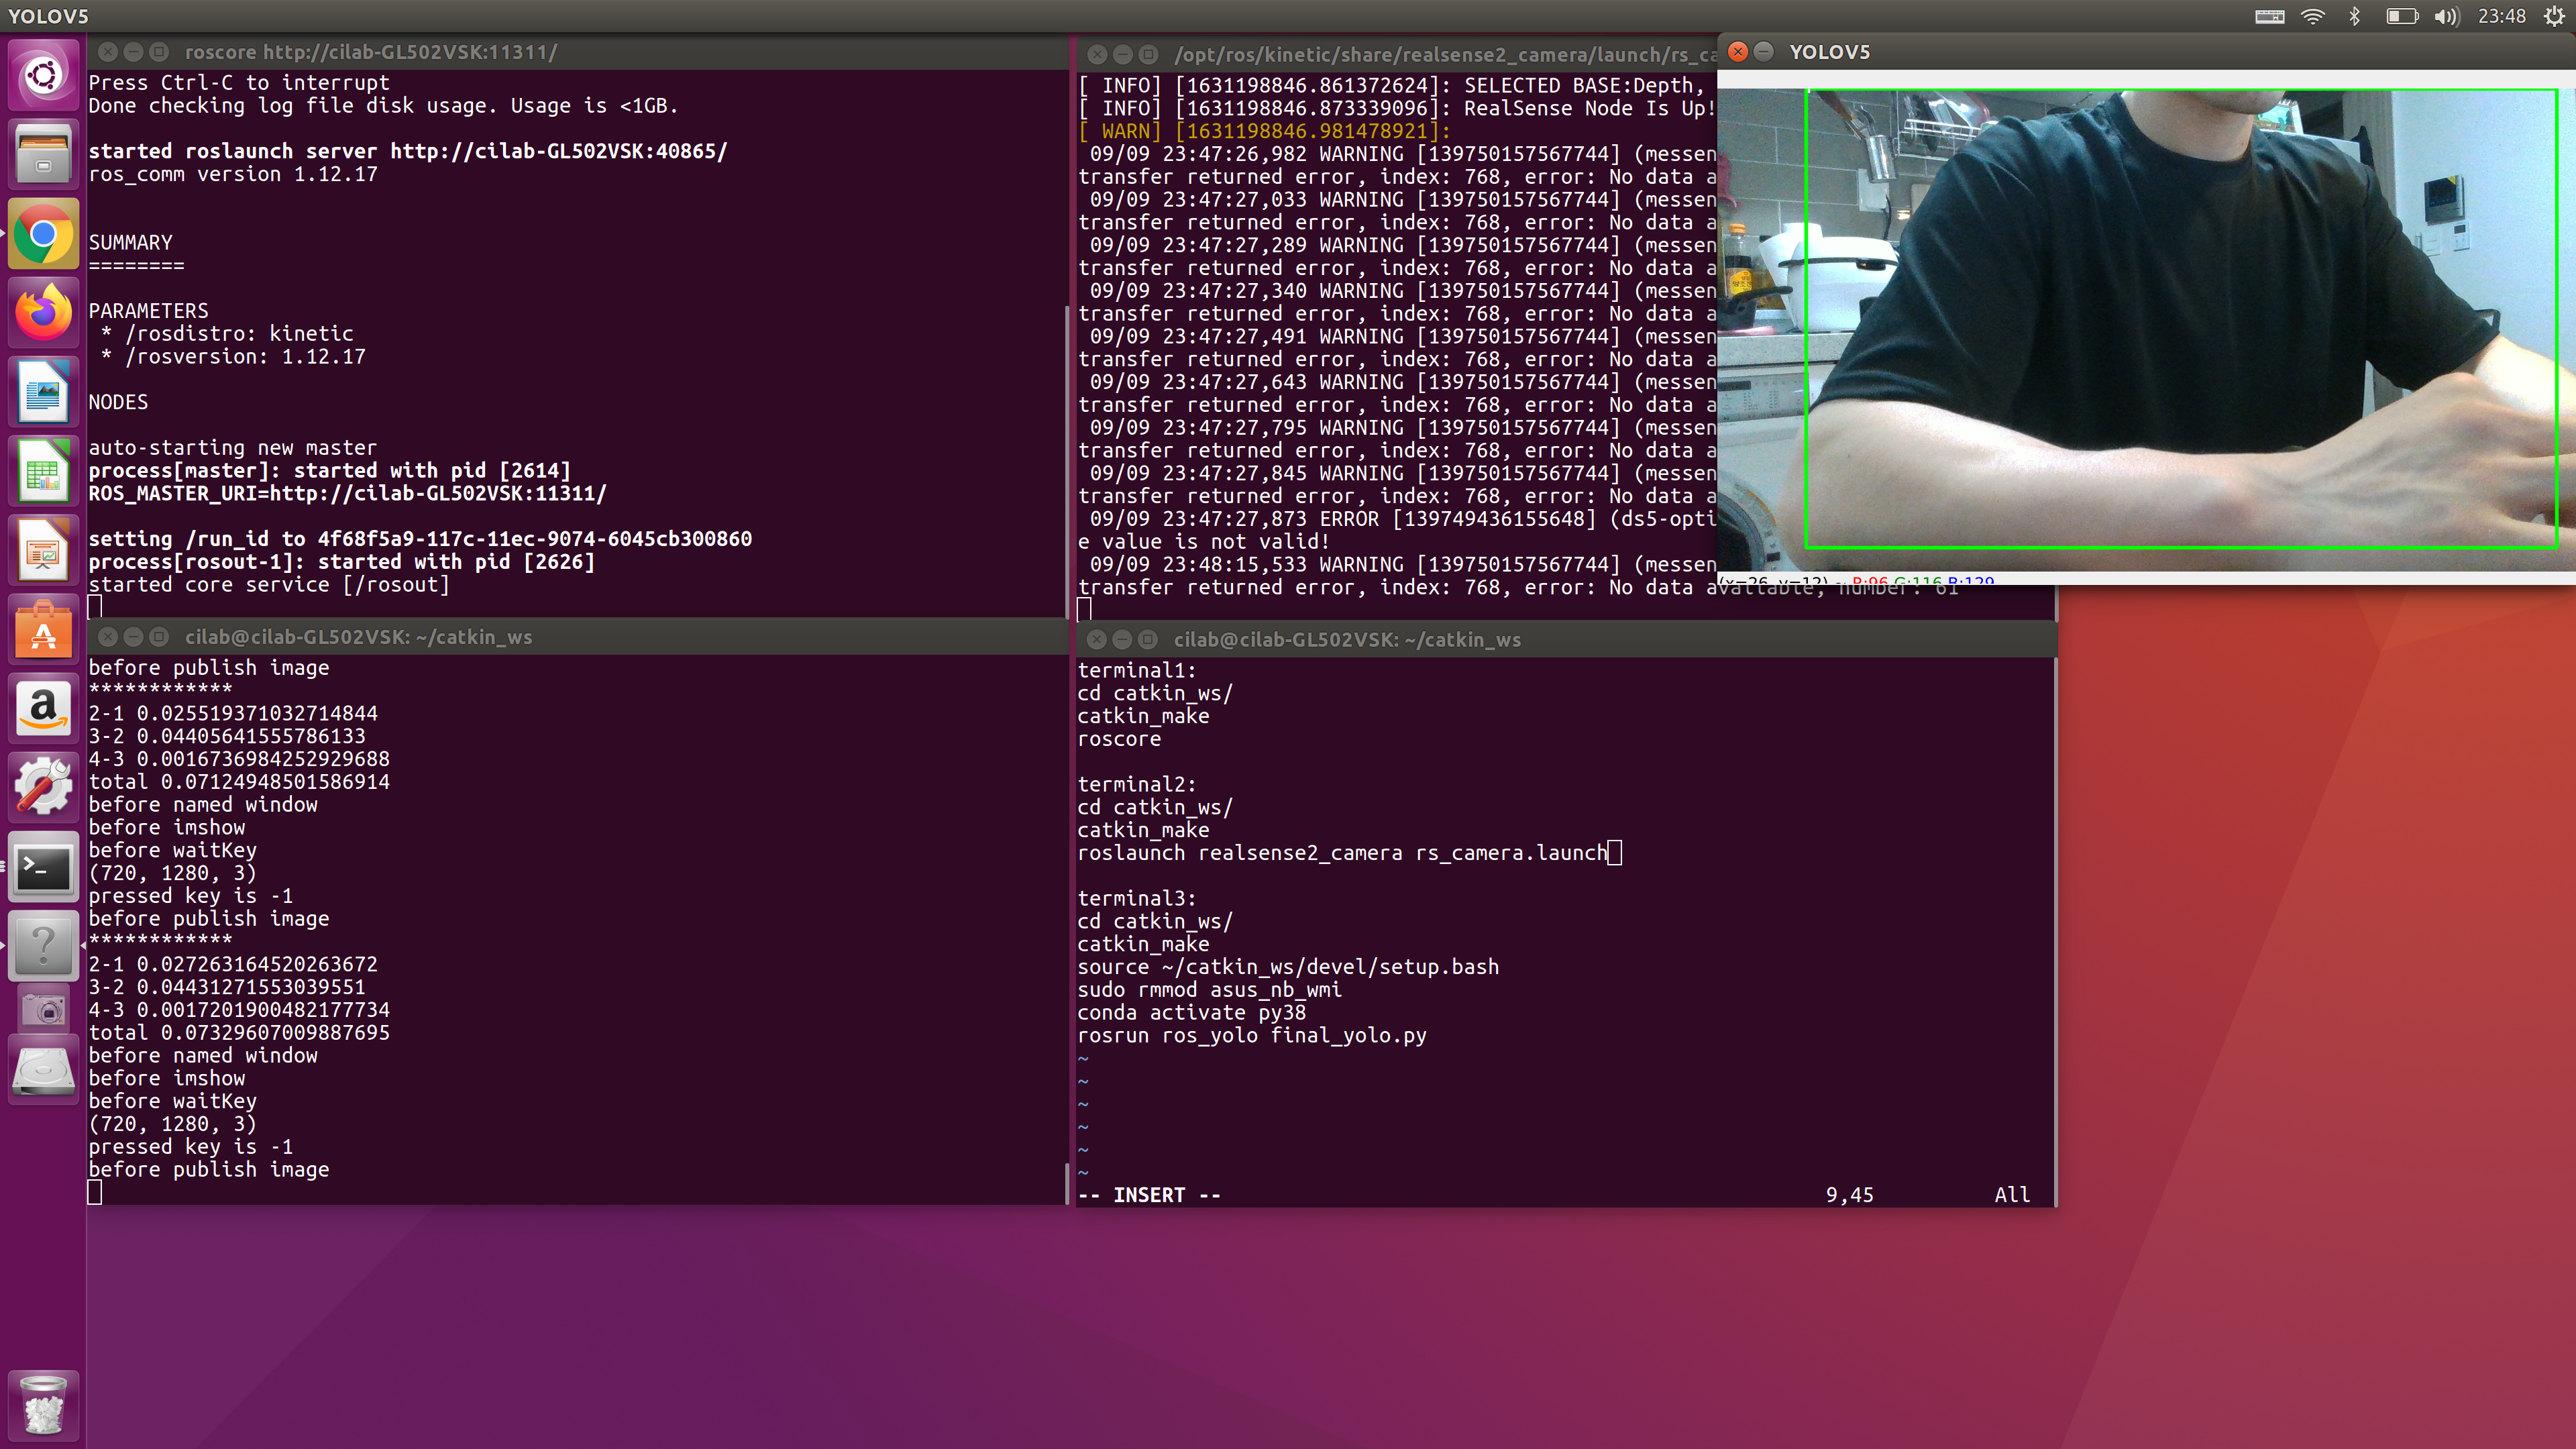 YOLOV5
23:48
roscore http://cilab-GL502VSK:11311/
Press Ctrl-C to interrupt
Done checking log file disk usage. Usage is <1GB.
started roslaunch server http://cilab-GL502VSK:40865/
ros_comm version 1.12.17
SUMMARY
========
PARAMETERS
* /rosdistro: kinetic
* /rosversion: 1.12.17
NODES
auto-starting new master
process[master]: started with pid [2614]
ROS_MASTER_URI=http://cilab-GL502VSK:11311/
setting /run_id to 4f68f5a9-117c-11ec-9074-6045cb300860
process[rosout-1]: started with pid [2626]
started core service [/rosout]
/opt/ros/kinetic/share/realsense2_camera/launch/rs_ca
[ INFO] [1631198846.861372624]: SELECTED BASE:Depth,
[ INFO] [1631198846.873339096]: RealSense Node Is Up!
[ WARN] [1631198846.981478921]:
09/09 23:47:26,982 WARNING [139750157567744] (messen
transfer returned error, index: 768, error: No data a
09/09 23:47:27,033 WARNING [139750157567744] (messen
transfer returned error, index: 768, error: No data a
09/09 23:47:27,289 WARNING [139750157567744] (messen
transfer returned error, index: 768, error: No data a
09/09 23:47:27,340 WARNING [139750157567744] (messen
transfer returned error, index: 768, error: No data a
09/09 23:47:27,491 WARNING [139750157567744] (messen
transfer returned error, index: 768, error: No data a
09/09 23:47:27,643 WARNING [139750157567744] (messen
transfer returned error, index: 768, error: No data a
09/09 23:47:27,795 WARNING [139750157567744] (messen
transfer returned error, index: 768, error: No data a
09/09 23:47:27,845 WARNING [139750157567744] (messen
transfer returned error, index: 768, error: No data a
09/09 23:47:27,873 ERROR [139749436155648] (ds5-opti
e value is not valid!
09/09 23:48:15,533 WARNING [139750157567744] (messen
transfer returned error, index: 768, error: No data available, number: 61
YOLOV5
(x=26, y=12) ~ R:96 G:116 B:129
cilab@cilab-GL502VSK: ~/catkin_ws
before publish image
************
2-1 0.025519371032714844
3-2 0.04405641555786133
4-3 0.0016736984252929688
total 0.07124948501586914
before named window
before imshow
before waitKey
(720, 1280, 3)
pressed key is -1
before publish image
************
2-1 0.027263164520263672
3-2 0.04431271553039551
4-3 0.0017201900482177734
total 0.07329607009887695
before named window
before imshow
before waitKey
(720, 1280, 3)
pressed key is -1
before publish image
cilab@cilab-GL502VSK: ~/catkin_ws
terminal1:
cd catkin_ws/
catkin_make
roscore
terminal2:
cd catkin_ws/
catkin_make
roslaunch realsense2_camera rs_camera.launch
terminal3:
cd catkin_ws/
catkin_make
source ~/catkin_ws/devel/setup.bash
sudo rmmod asus_nb_wmi
conda activate py38
rosrun ros_yolo final_yolo.py
~
~
~
~
~
~
-- INSERT --
9,45
All